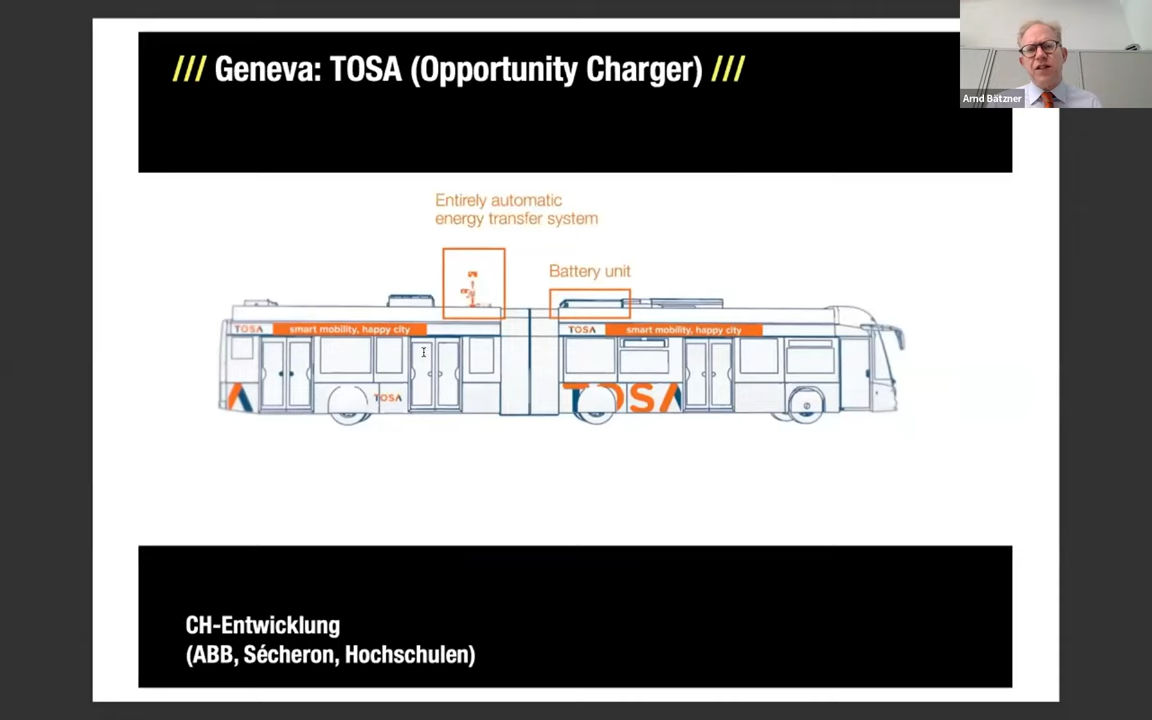 /// Geneva: TOSA (Opportunity Charger) ///
Arnd Bätzner
Entirely automatic
energy transfer system
Battery unit
TOSA smart mobility, happy city
TOSA smart mobility, happy city
TOSA
TOSA
CH-Entwicklung
(ABB, Sécheron, Hochschulen)